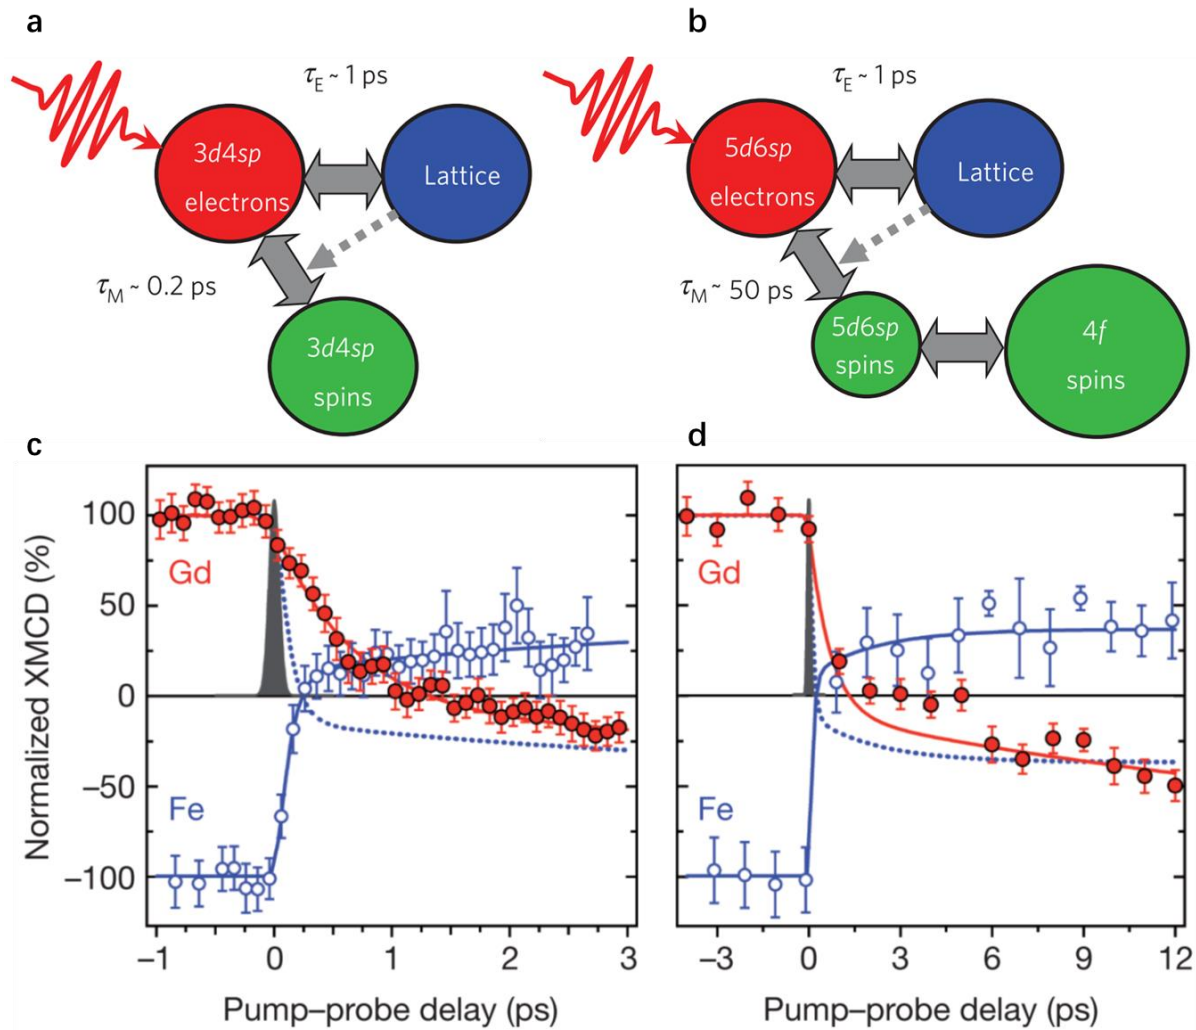 a
τE ~ 1 ps
3d4sp
electrons
Lattice
τM ~ 0.2 ps
3d4sp
spins
b
τE ~ 1 ps
5d6sp
electrons
Lattice
τM ~ 50 ps
5d6sp
spins
4f
spins
c
Normalized XMCD (%)
100
50
0
−50
−100
Gd
Fe
−1
0
1
2
3
Pump–probe delay (ps)
d
Gd
Fe
−3
0
3
6
9
12
Pump–probe delay (ps)